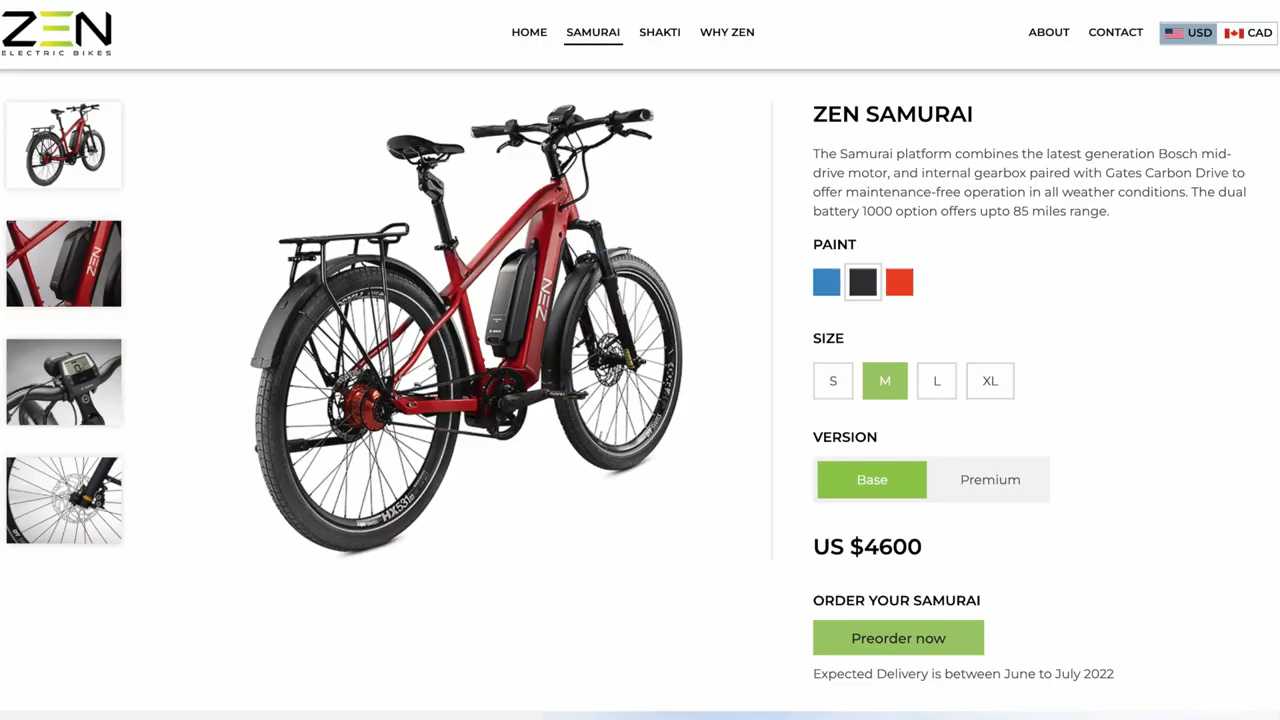 ZEN
ELECTRIC BIKES
HOME SAMURAI SHAKTI WHY ZEN
ABOUT CONTACT USD CAD
ZEN SAMURAI
The Samurai platform combines the latest generation Bosch mid-
drive motor, and internal gearbox paired with Gates Carbon Drive to
offer maintenance-free operation in all weather conditions. The dual
battery 1000 option offers upto 85 miles range.
PAINT
SIZE
S M L XL
VERSION
Base Premium
US $4600
ORDER YOUR SAMURAI
Preorder now
Expected Delivery is between June to July 2022
ZEN
ZEN
HX531